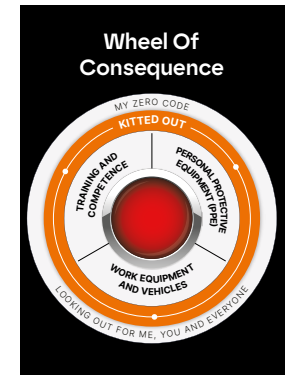 Wheel Of
Consequence
MY ZERO CODE
KITTED OUT
TRAINING AND
COMPETENCE
PERSONAL PROTECTIVE
EQUIPMENT (PPE)
WORK EQUIPMENT
AND VEHICLES
LOOKING OUT FOR ME, YOU AND EVERYONE